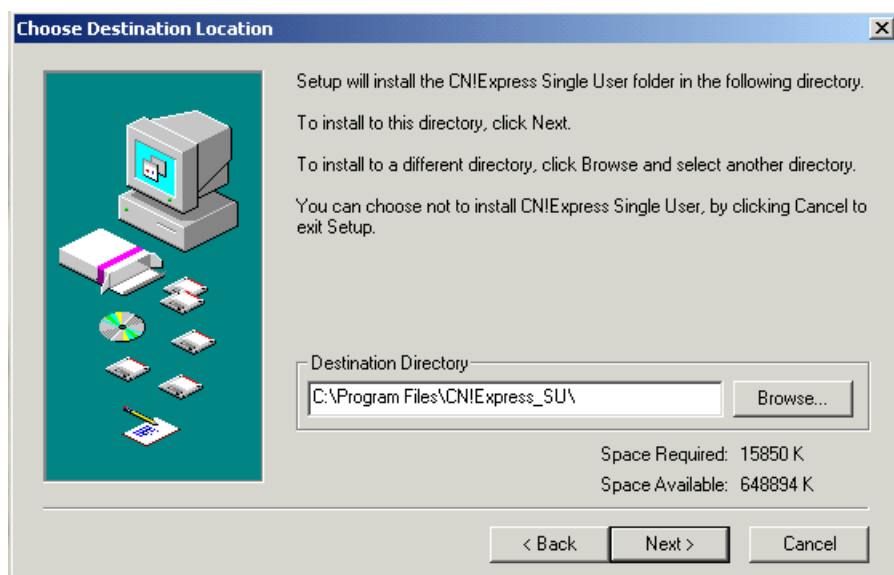 Choose Destination Location
Setup will install the CN!Express Single User folder in the following directory.
To install to this directory, click Next.
To install to a different directory, click Browse and select another directory.
You can choose not to install CN!Express Single User, by clicking Cancel to
exit Setup.
Destination Directory
C:\Program Files\CN!Express_SU\
Browse...
Space Required: 15850 K
Space Available: 648894 K
< Back
Next >
Cancel